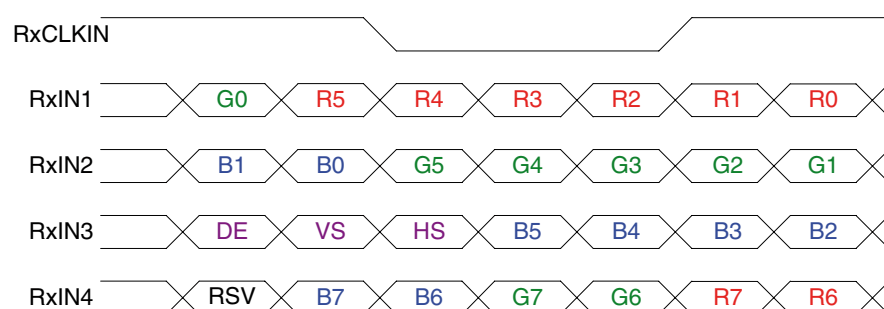 RxCLKIN
RxIN1 G0 R5 R4 R3 R2 R1 R0
RxIN2 B1 B0 G5 G4 G3 G2 G1
RxIN3 DE VS HS B5 B4 B3 B2
RxIN4 RSV B7 B6 G7 G6 R7 R6